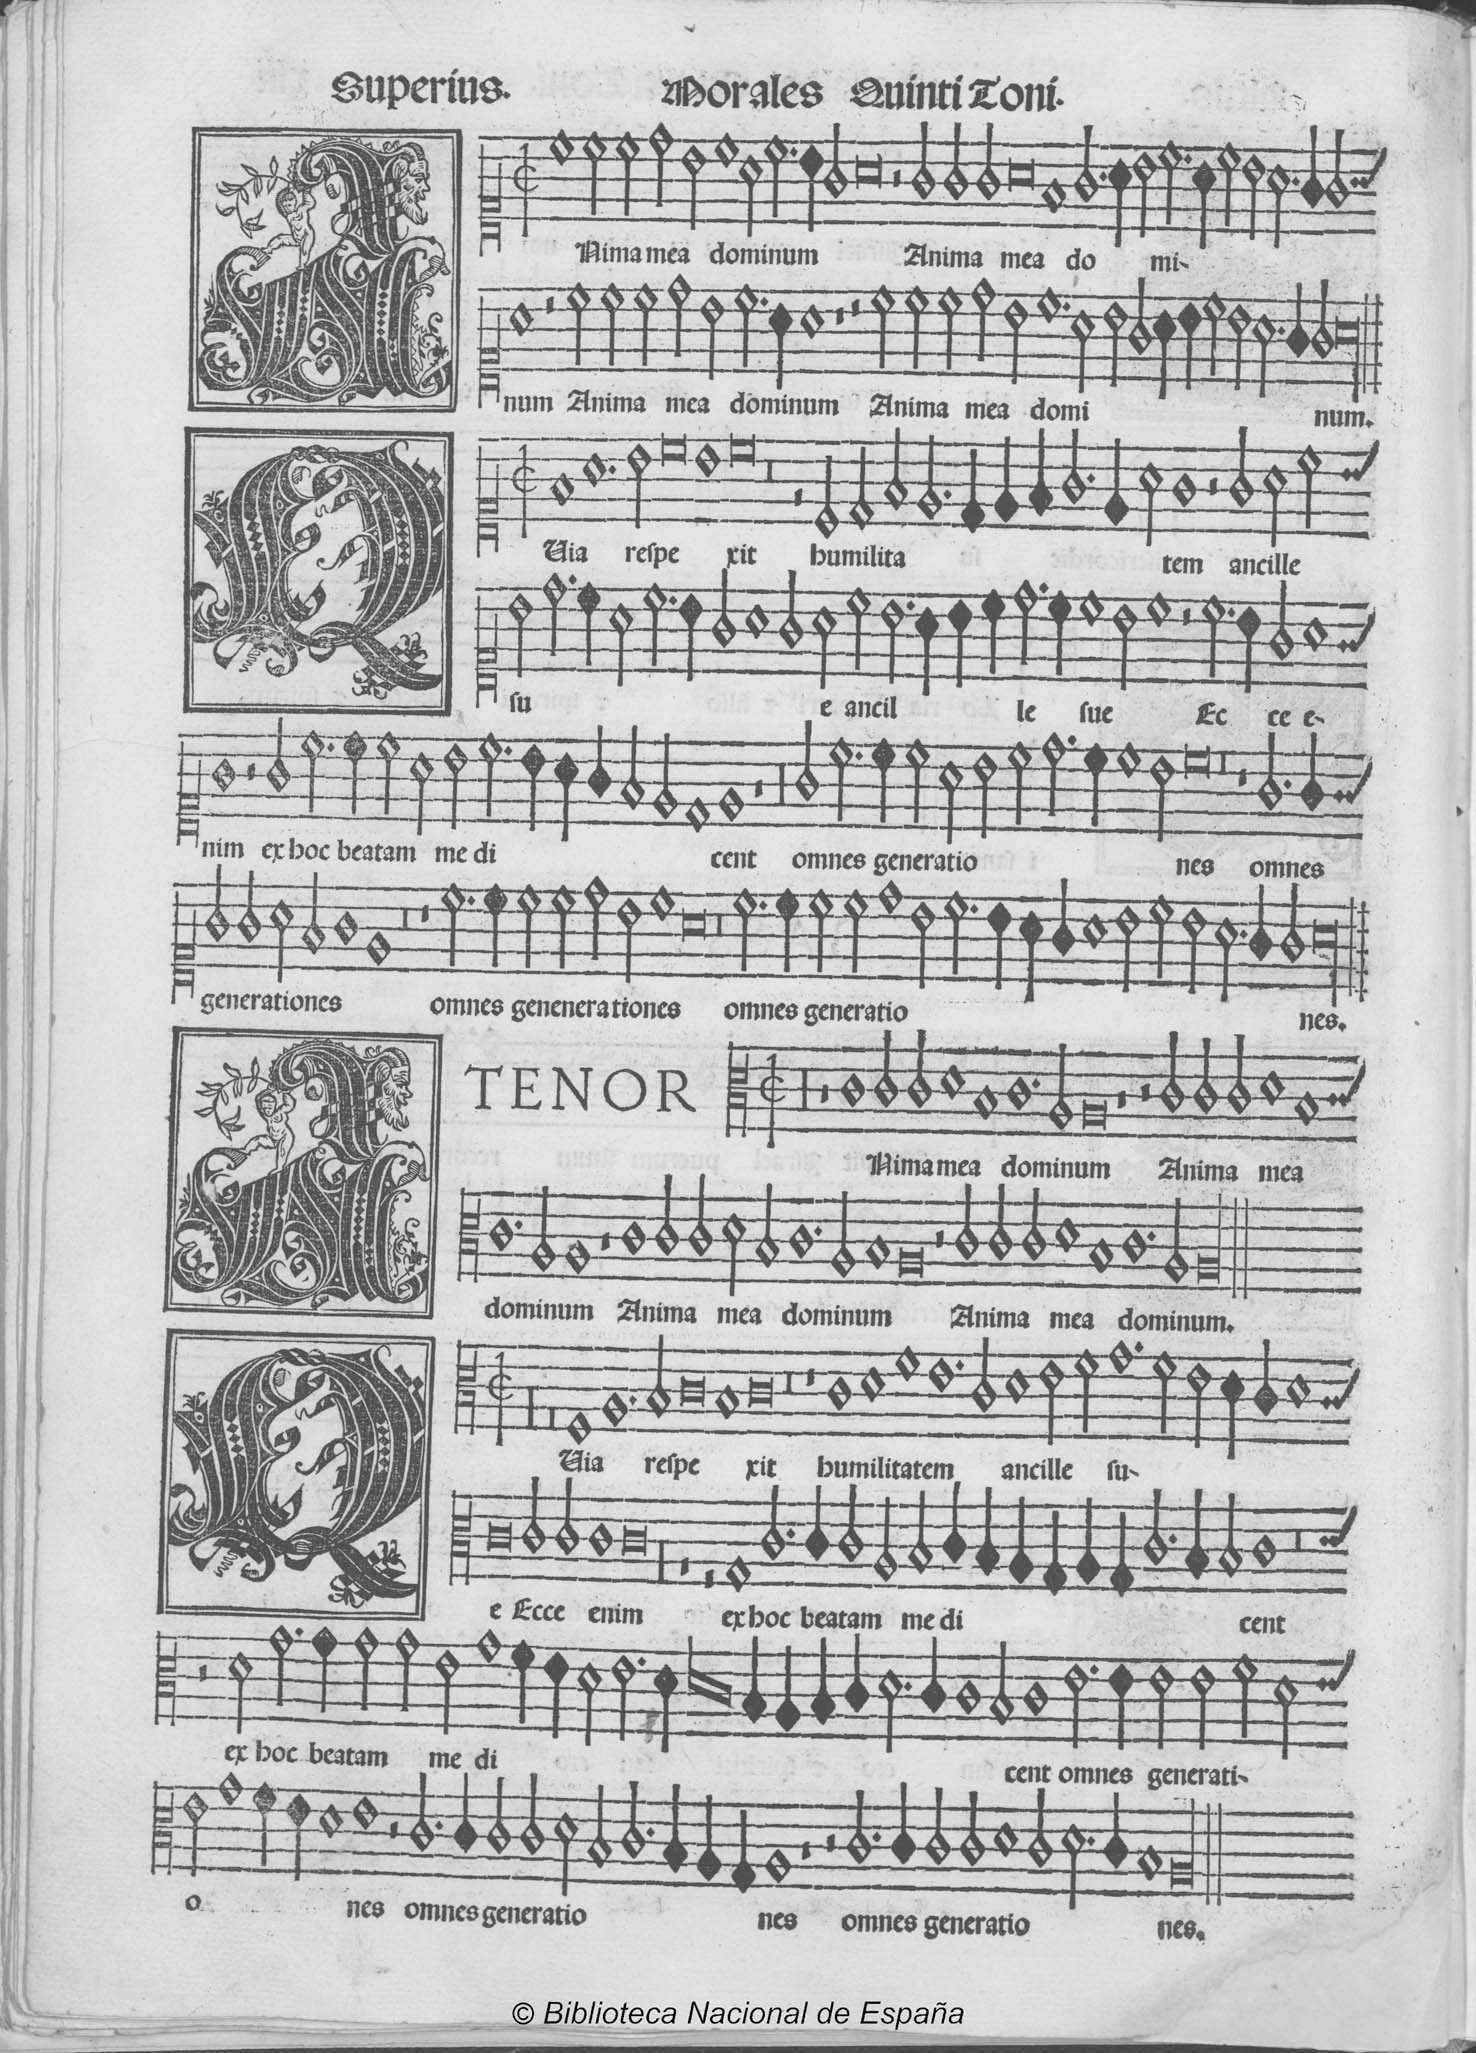 Superius. Morales Quinti Toni.
A Nima mea dominum Anima mea do mi-
num Anima mea dominum Anima mea domi num.
Q Uia reſpe xit humilita tem ancille
su e ancil le sue Ec ce e-
nim ex hoc beatam me di cent omnes generatio nes omnes
generationes omnes genenerationes omnes generatio nes.
TENOR
A Nima mea dominum Anima mea
dominum Anima mea dominum Anima mea dominum.
Q Uia reſpe xit humilitatem ancille su-
e Ecce enim ex hoc beatam me di cent
ex hoc beatam me di cent omnes generati-
o nes omnes generatio nes omnes generatio nes.
© Biblioteca Nacional de España